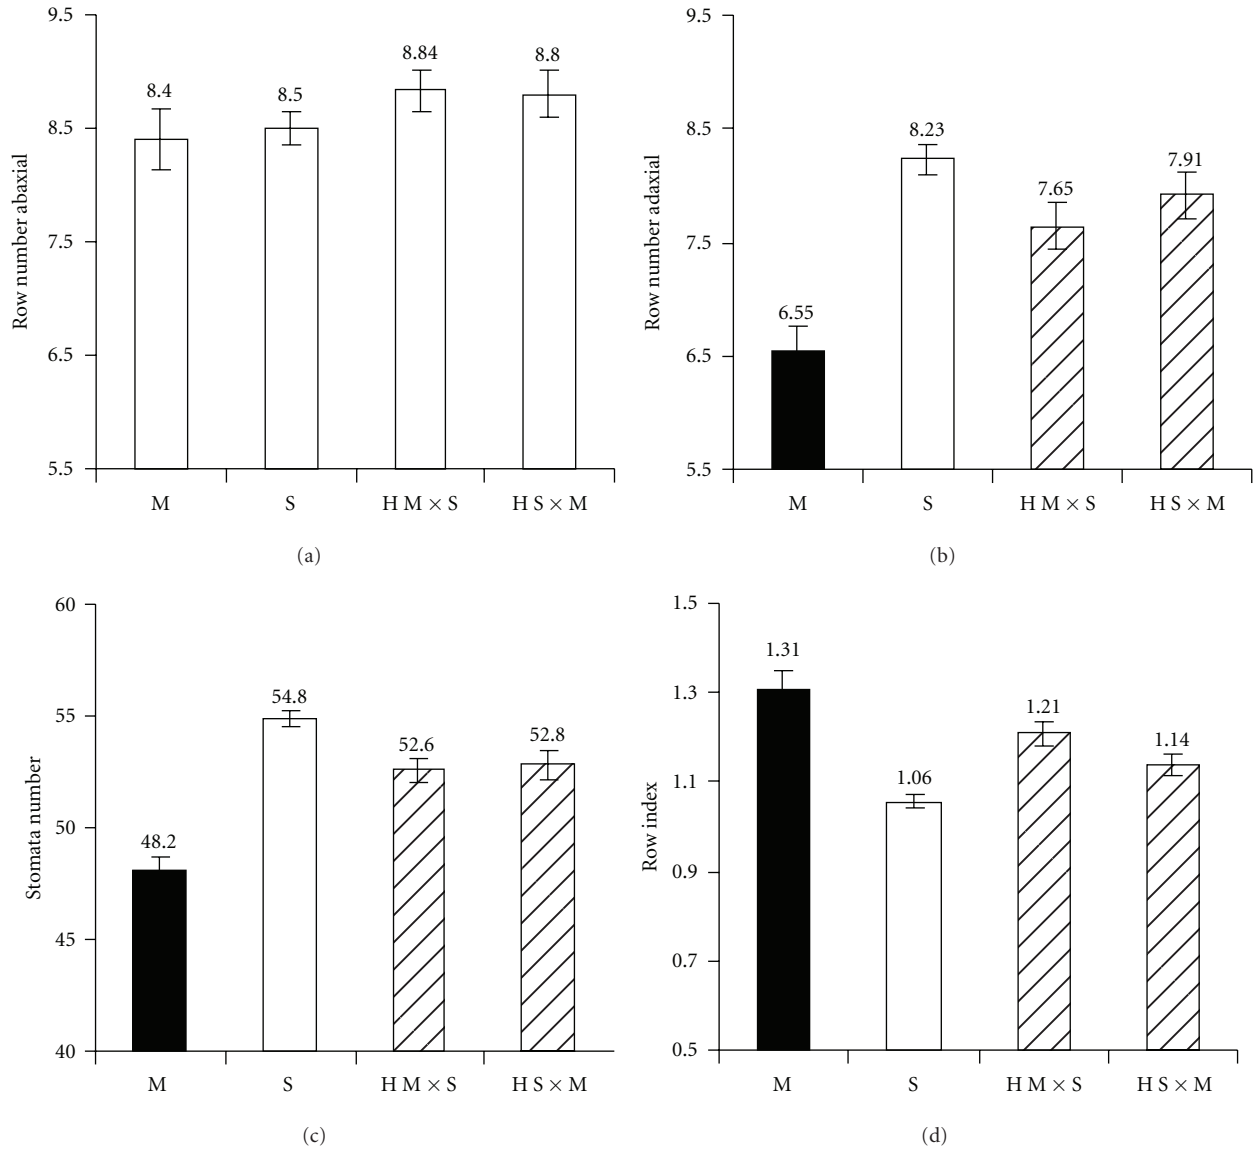 9.5
8.5
7.5
6.5
5.5
Row number abaxial
8.4
8.5
8.84
8.8
M
S
H M × S
H S × M
(a)
9.5
8.5
7.5
6.5
5.5
Row number adaxial
6.55
8.23
7.65
7.91
M
S
H M × S
H S × M
(b)
60
55
50
45
40
Stomata number
48.2
54.8
52.6
52.8
M
S
H M × S
H S × M
(c)
1.5
1.3
1.1
0.9
0.7
0.5
Row index
1.31
1.06
1.21
1.14
M
S
H M × S
H S × M
(d)